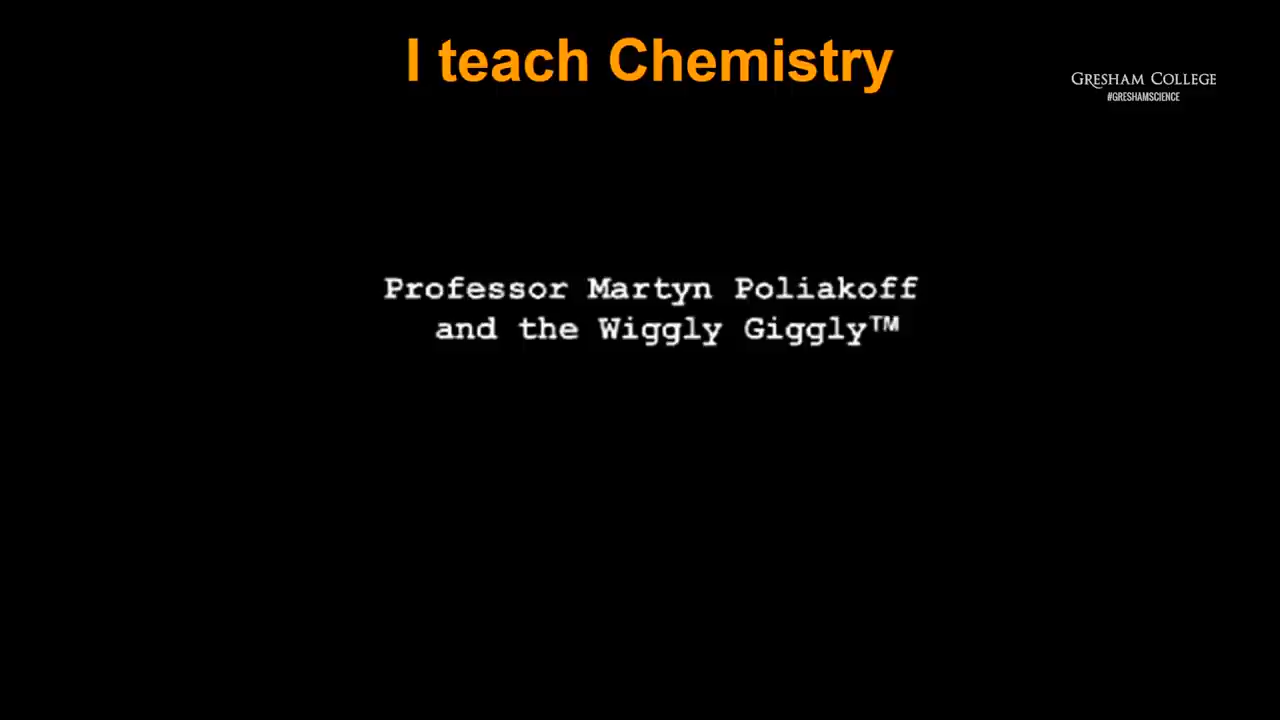 I teach Chemistry
GRESHAM COLLEGE
#GRESHAMSCIENCE
Professor Martyn Poliakoff
and the Wiggly Giggly™